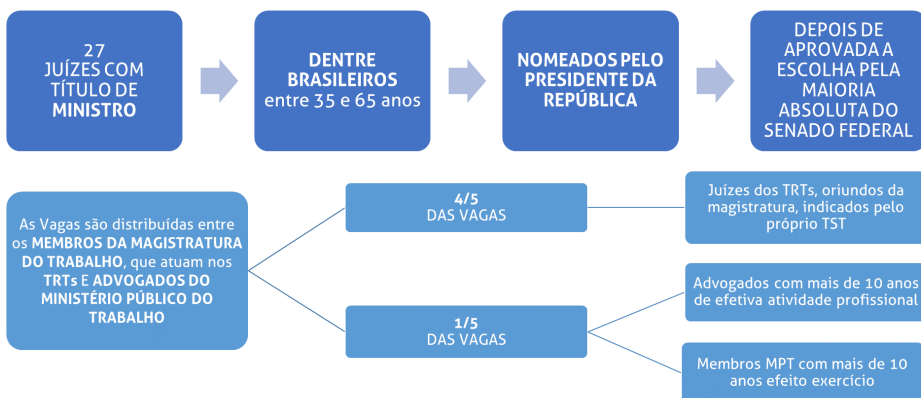 27
JUÍZES COM
TÍTULO DE
MINISTRO
DENTRE
BRASILEIROS
entre 35 e 65 anos
NOMEADOS PELO
PRESIDENTE DA
REPÚBLICA
DEPOIS DE
APROVADA A
ESCOLHA PELA
MAIORIA
ABSOLUTA DO
SENADO FEDERAL
As Vagas são distribuídas entre
os MEMBROS DA MAGISTRATURA
DO TRABALHO, que atuam nos
TRTs E ADVOGADOS DO
MINISTÉRIO PÚBLICO DO
TRABALHO
4/5
DAS VAGAS
Juízes dos TRTs, oriundos da
magistratura, indicados pelo
próprio TST
1/5
DAS VAGAS
Advogados com mais de 10 anos
de efetiva atividade profissional
Membros MPT com mais de 10
anos efeito exercício